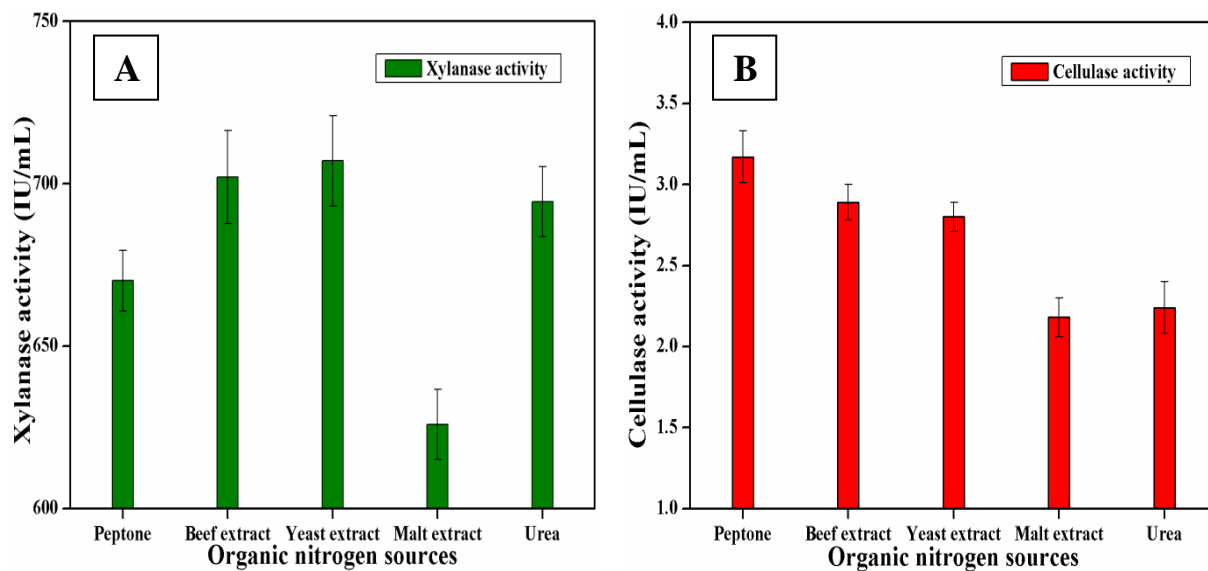 A
Xylanase activity
Xylanase activity (IU/mL)
750
700
650
600
Peptone Beef extract Yeast extract Malt extract Urea
Organic nitrogen sources
B
Cellulase activity
Cellulase activity (IU/mL)
4.0
3.5
3.0
2.5
2.0
1.5
1.0
Peptone Beef extract Yeast extract Malt extract Urea
Organic nitrogen sources